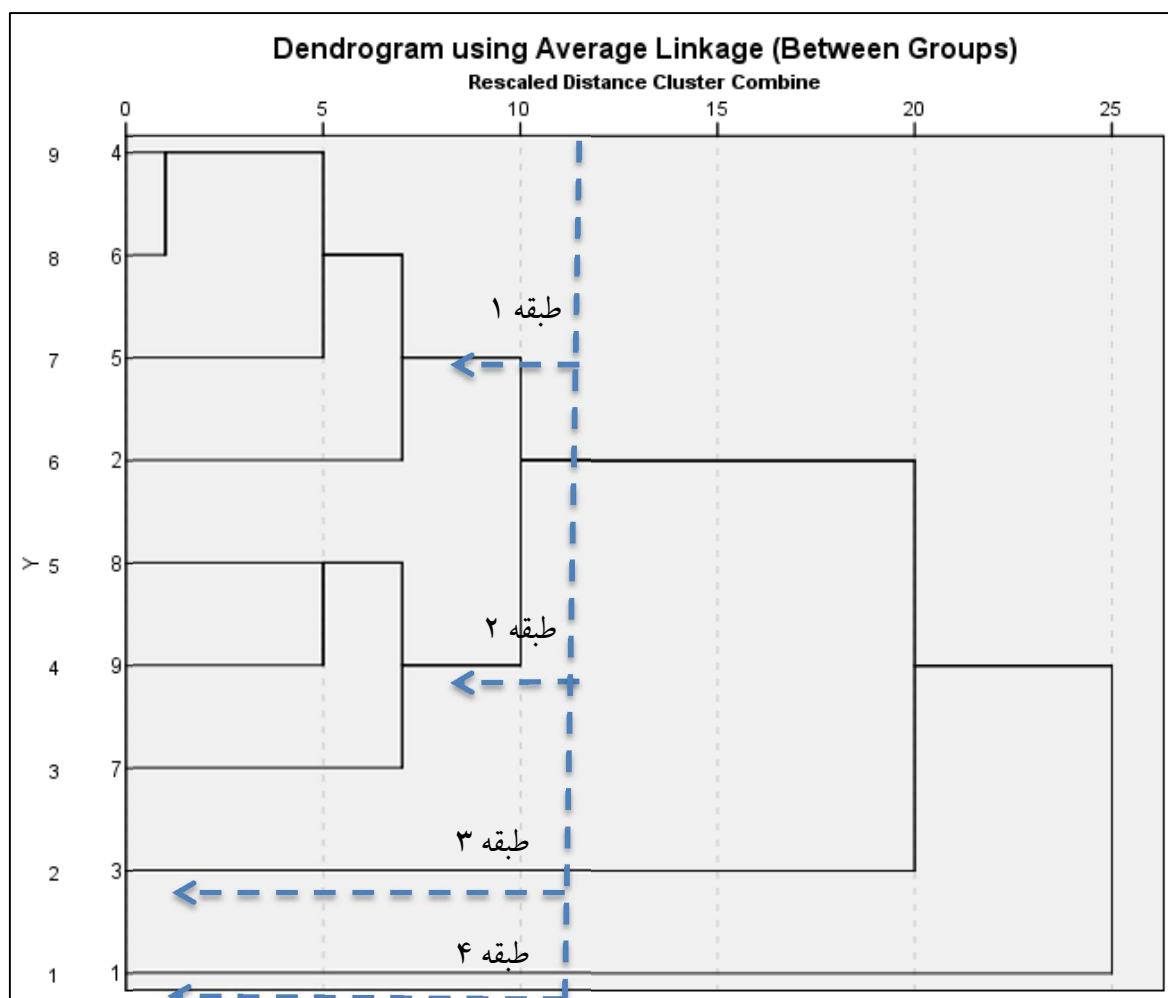 Dendrogram using Average Linkage (Between Groups)
Rescaled Distance Cluster Combine
0 5 10 15 20 25
9 4
8 6
طبقه ۱
7 5
6 2
Y 5 8
طبقه ۲
4 9
3 7
طبقه ۳
2 3
طبقه ۴
1 1